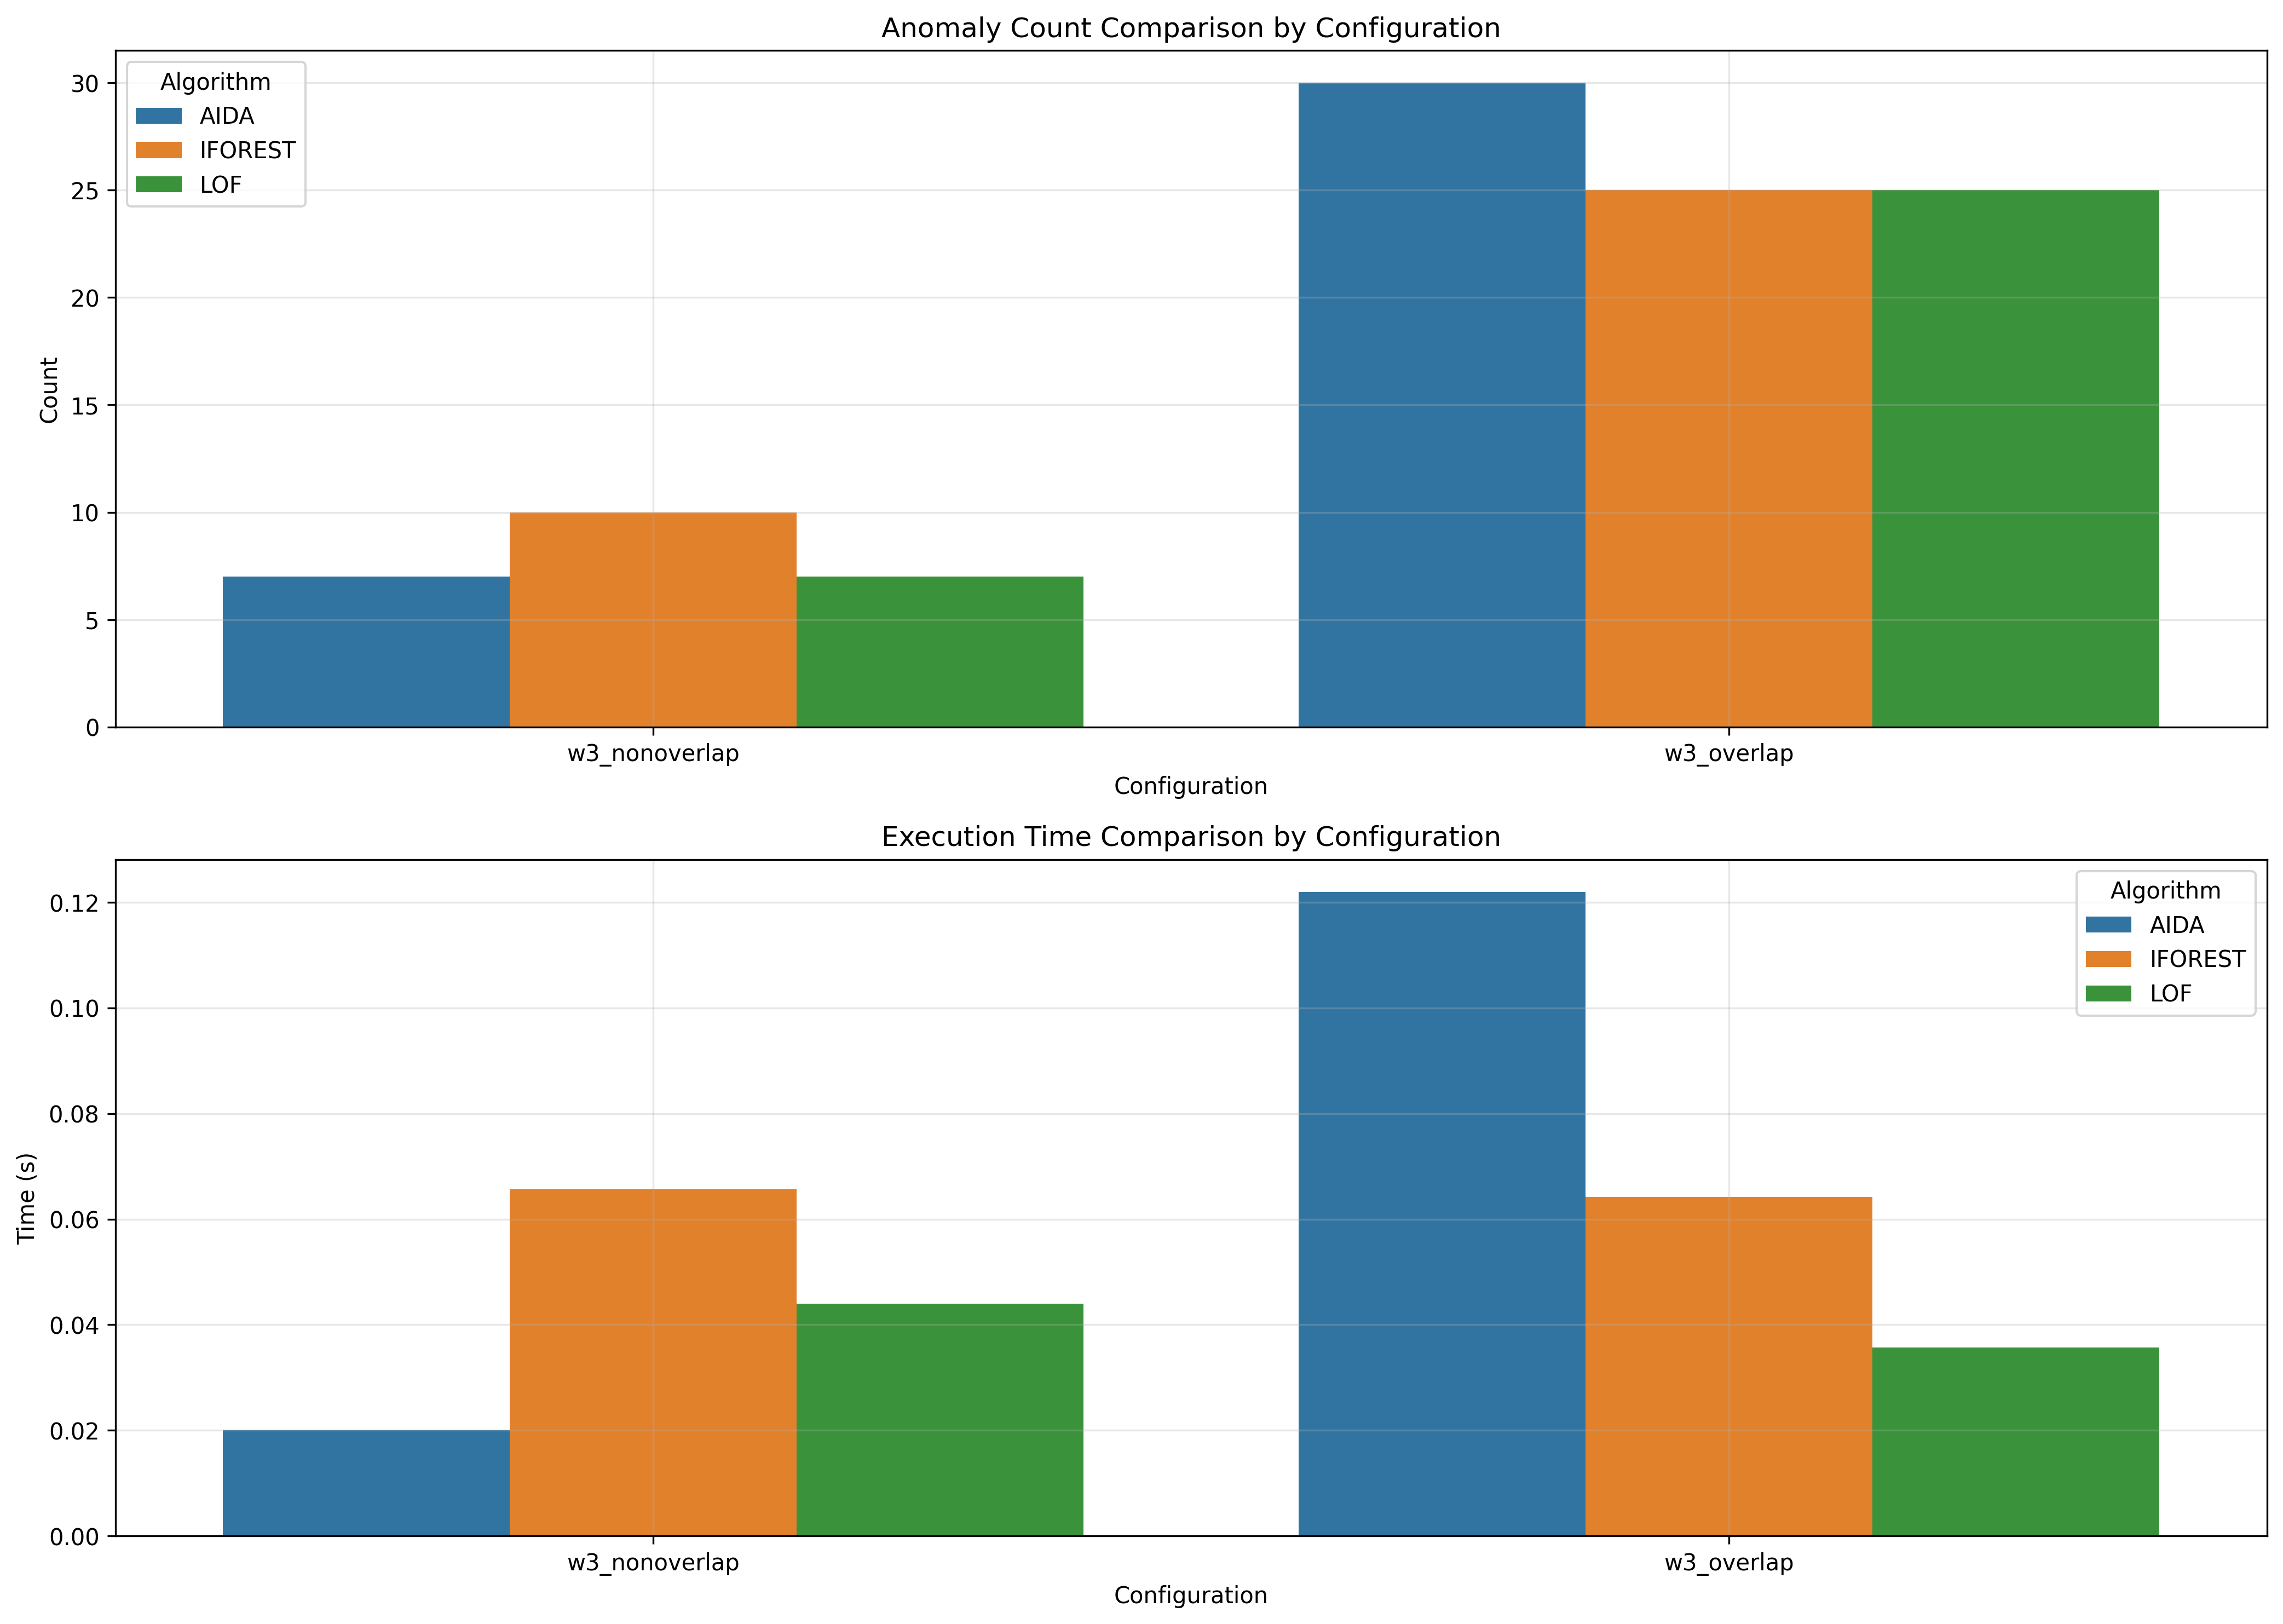 Anomaly Count Comparison by Configuration
Algorithm
AIDA
IFOREST
LOF
30
25
20
15
10
5
0
Count
w3_nonoverlap
w3_overlap
Configuration
Execution Time Comparison by Configuration
Algorithm
AIDA
IFOREST
LOF
0.12
0.10
0.08
0.06
0.04
0.02
0.00
Time (s)
w3_nonoverlap
w3_overlap
Configuration